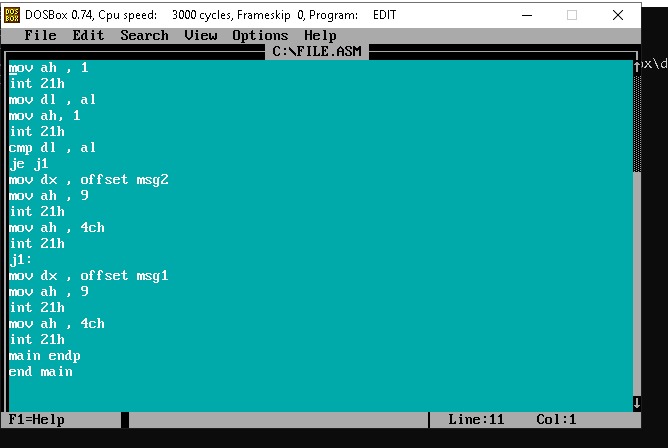 DOSBox 0.74, Cpu speed: 3000 cycles, Frameskip 0, Program: EDIT
File Edit Search View Options Help
C:\FILE.ASM
mov ah , 1
int 21h
mov dl , al
mov ah, 1
int 21h
cmp dl , al
je j1
mov dx , offset msg2
mov ah , 9
int 21h
mov ah , 4ch
int 21h
j1:
mov dx , offset msg1
mov ah , 9
int 21h
mov ah , 4ch
int 21h
main endp
end main
F1=Help Line:11 Col:1